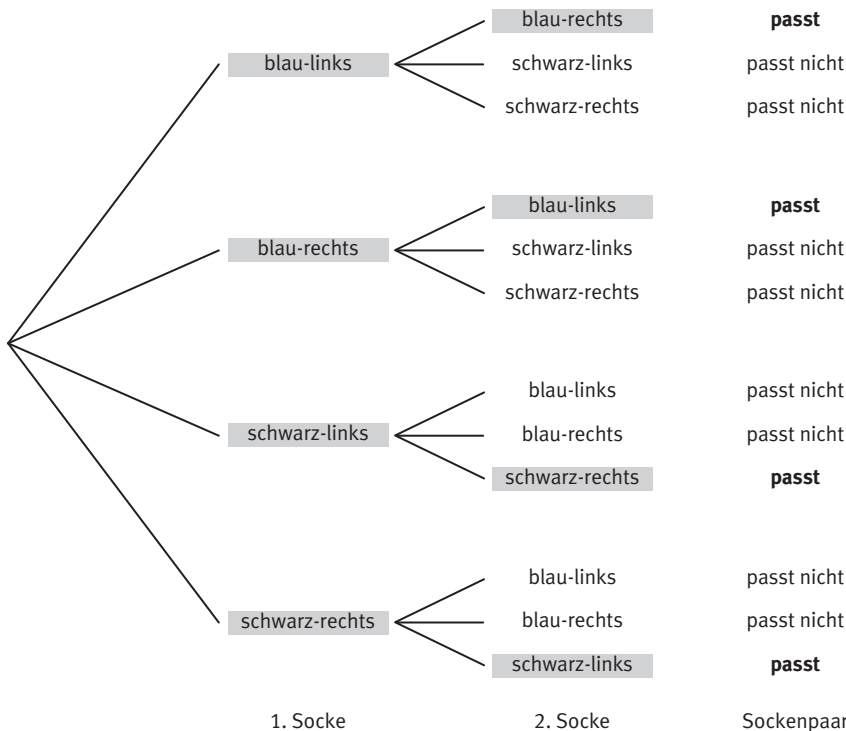 blau-rechts passt
blau-links schwarz-links passt nicht
schwarz-rechts passt nicht
blau-links passt
blau-rechts schwarz-links passt nicht
schwarz-rechts passt nicht
blau-links passt nicht
schwarz-links blau-rechts passt nicht
schwarz-rechts passt
blau-links passt nicht
schwarz-rechts blau-rechts passt nicht
schwarz-links passt
1. Socke 2. Socke Sockenpaar